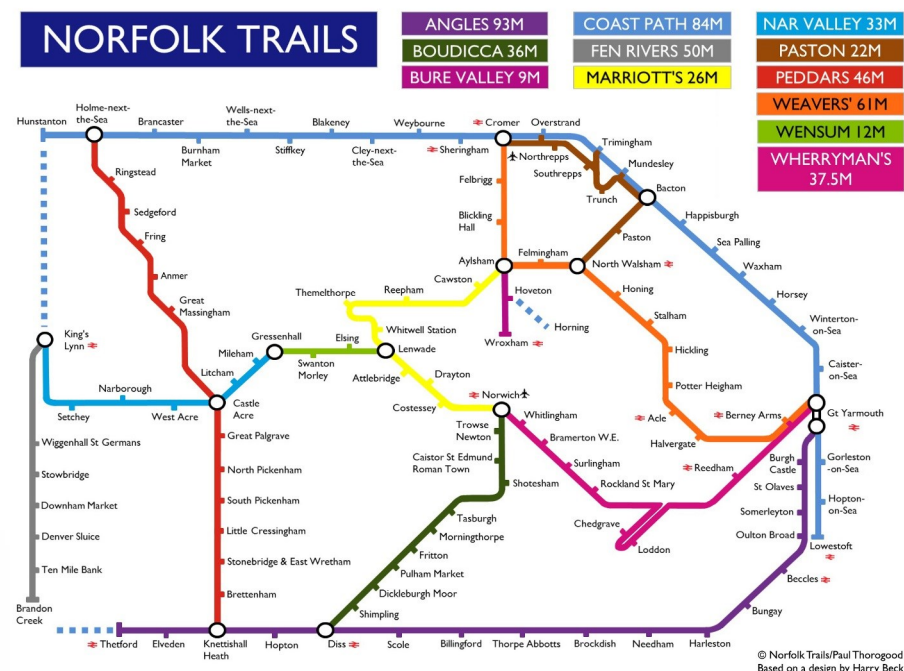 NORFOLK TRAILS
ANGLES 93M
BOUDICCA 36M
BURE VALLEY 9M
COAST PATH 84M
FEN RIVERS 50M
MARRIOTT'S 26M
NAR VALLEY 33M
PASTON 22M
PEDDARS 46M
WEAVERS' 61M
WENSUM 12M
WHERRYMAN'S
37.5M
Hunstanton
Holme-next-
the-Sea
Brancaster
Burnham
Market
Wells-next-
the-Sea
Stiffkey
Blakeney
Cley-next-
the-Sea
Weybourne
Sheringham
Cromer
Overstrand
Northrepps
Southrepps
Trimingham
Mundesley
Trunch
Bacton
Ringstead
Sedgeford
Fring
Anmer
Great
Massingham
Felbrigg
Blickling
Hall
Aylsham
Felmingham
Paston
North Walsham
Happisburgh
Sea Palling
Waxham
Horsey
Winterton-
on-Sea
Caister-
on-Sea
Themelthorpe
Reepham
Cawston
Hoveton
Horning
Wroxham
Honing
Stalham
Hickling
Potter Heigham
Acle
Halvergate
Berney Arms
Gt Yarmouth
King's
Lynn
Gressenhall
Mileham
Litcham
Elsing
Swanton
Morley
Whitwell Station
Lenwade
Attlebridge
Drayton
Costessey
Norwich
Narborough
Setchey
West Acre
Castle
Acre
Whitlingham
Bramerton W.E.
Surlingham
Rockland St Mary
Chedgrave
Loddon
Reedham
Trowse
Newton
Caistor St Edmund
Roman Town
Shotesham
Tasburgh
Morningthorpe
Fritton
Pulham Market
Dickleburgh Moor
Shimpling
Great Palgrave
North Pickenham
South Pickenham
Little Cressingham
Stonebridge & East Wretham
Brettenham
Wiggenhall St Germans
Stowbridge
Downham Market
Denver Sluice
Ten Mile Bank
Brandon
Creek
Burgh
Castle
St Olaves
Somerleyton
Oulton Broad
Gorleston
-on-Sea
Hopton-
on-Sea
Lowestoft
Beccles
Bungay
Thetford
Elveden
Knettishall
Heath
Hopton
Diss
Scole
Billingford
Thorpe Abbotts
Brockdish
Needham
Harleston
© Norfolk Trails/Paul Thorogood
Based on a design by Harry Beck